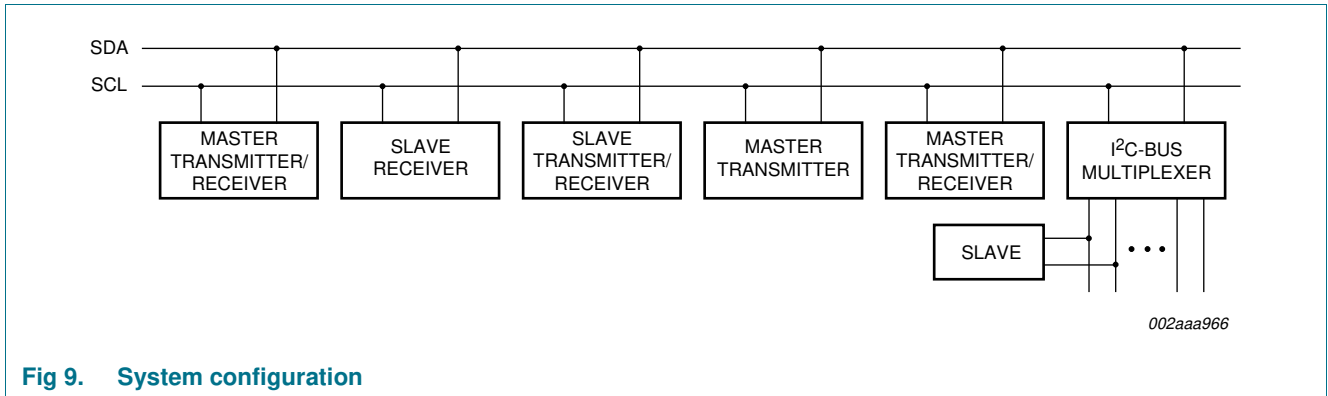 SDA
SCL
MASTER
TRANSMITTER/
RECEIVER
SLAVE
RECEIVER
SLAVE
TRANSMITTER/
RECEIVER
MASTER
TRANSMITTER
MASTER
TRANSMITTER/
RECEIVER
I²C-BUS
MULTIPLEXER
SLAVE
002aaa966
Fig 9. System configuration